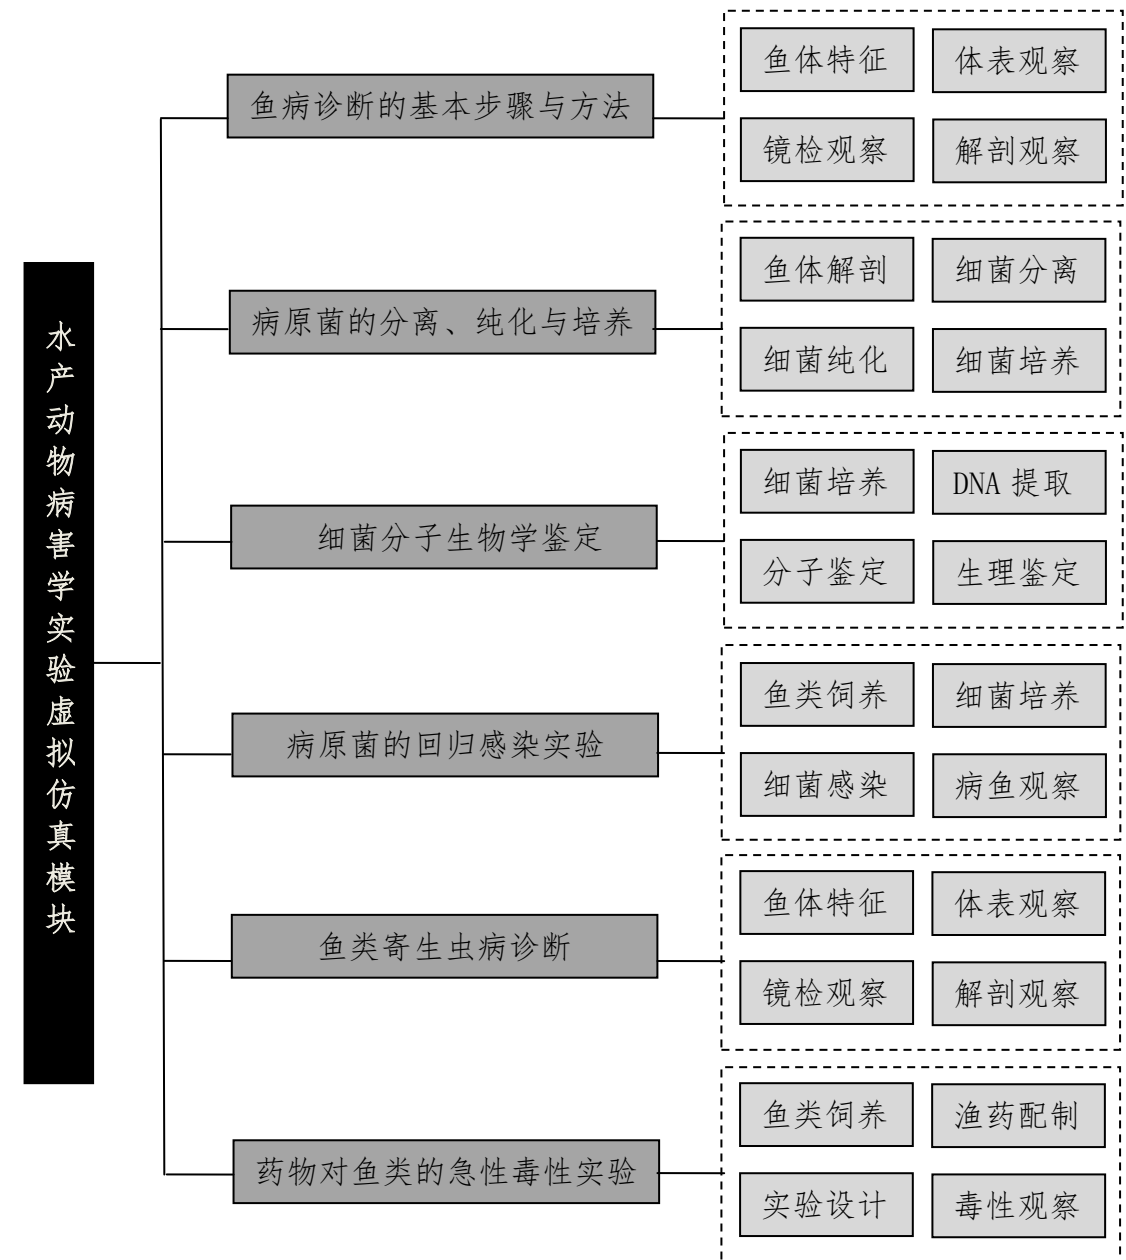 水产动物病害学实验虚拟仿真模块
鱼病诊断的基本步骤与方法
鱼体特征
体表观察
镜检观察
解剖观察
病原菌的分离、纯化与培养
鱼体解剖
细菌分离
细菌纯化
细菌培养
细菌分子生物学鉴定
细菌培养
DNA 提取
分子鉴定
生理鉴定
病原菌的回归感染实验
鱼类饲养
细菌培养
细菌感染
病鱼观察
鱼类寄生虫病诊断
鱼体特征
体表观察
镜检观察
解剖观察
药物对鱼类的急性毒性实验
鱼类饲养
渔药配制
实验设计
毒性观察